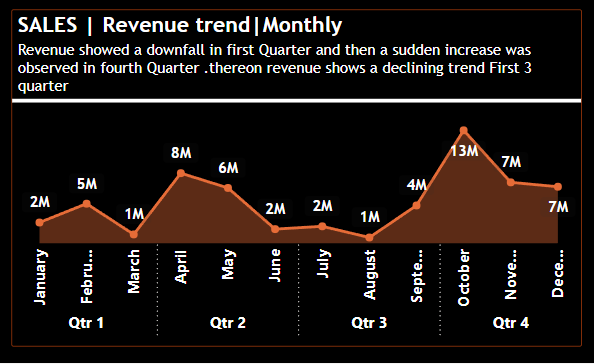 SALES | Revenue trend|Monthly
Revenue showed a downfall in first Quarter and then a sudden increase was
observed in fourth Quarter .thereon revenue shows a declining trend First 3
quarter
2M
5M
1M
8M
6M
2M
2M
1M
4M
13M
7M
7M
January
Febru...
March
April
May
June
July
August
Septe...
October
Nove...
Dece...
Qtr 1
Qtr 2
Qtr 3
Qtr 4